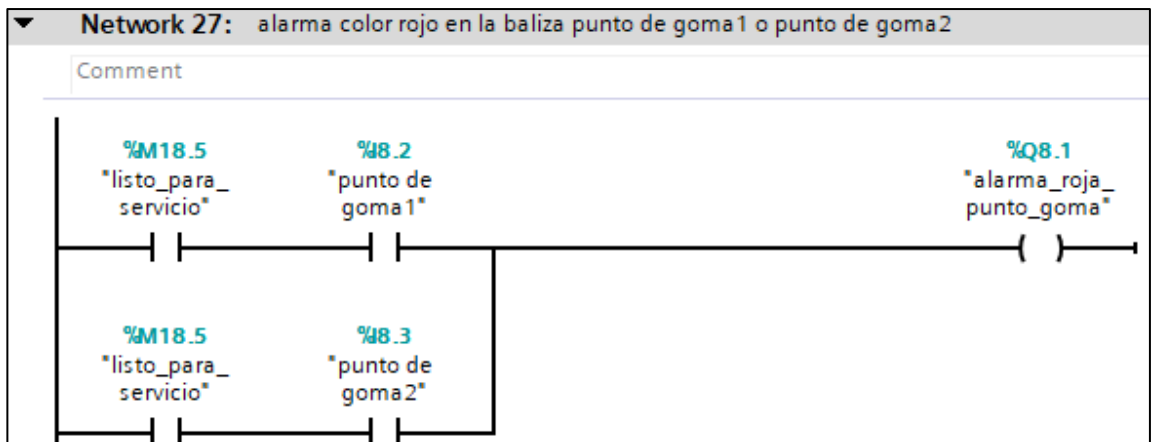 Network 27: alarma color rojo en la baliza punto de goma1 o punto de goma2
Comment
%M18.5
"listo_para_
servicio"
%I8.2
"punto de
goma1"
%Q8.1
"alarma_roja_
punto_goma"
%M18.5
"listo_para_
servicio"
%I8.3
"punto de
goma2"